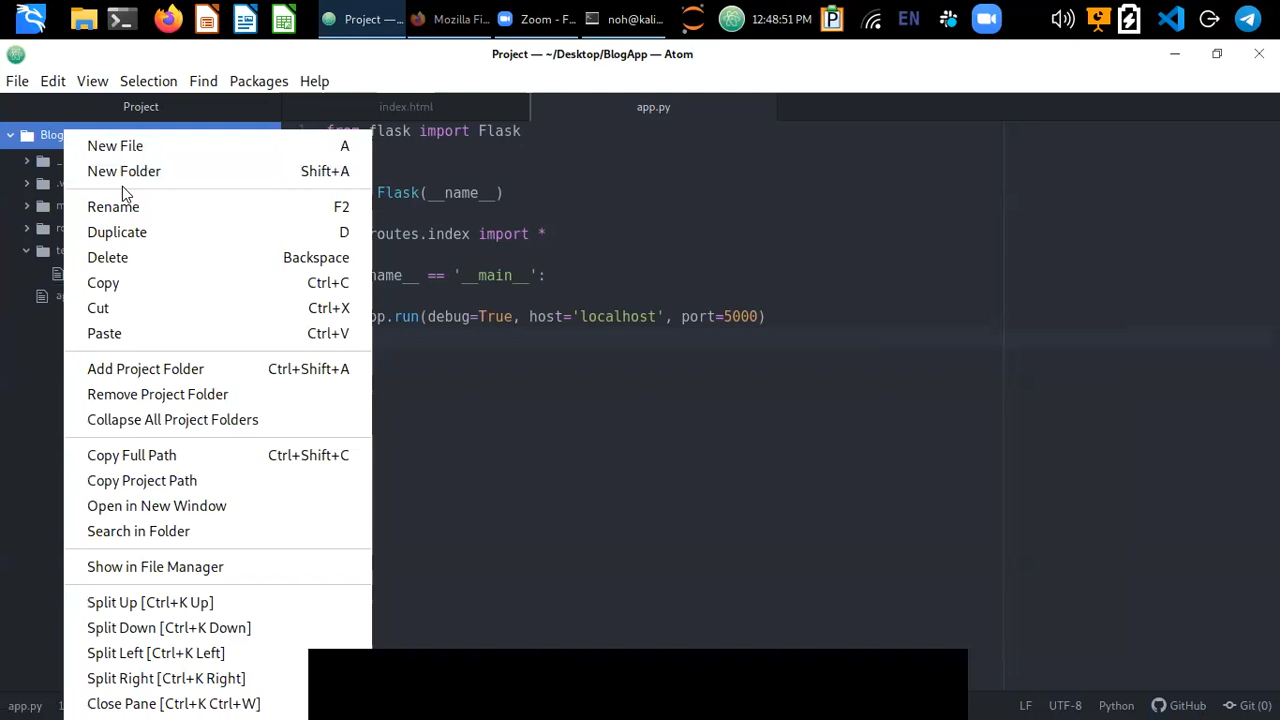 Project —...
Mozilla Fi...
Zoom - F...
noh@kali...
12:48:51 PM
EN
Project — ~/Desktop/BlogApp — Atom
File Edit View Selection Find Packages Help
Project
index.html
app.py
Blog
from flask import Flask
Flask(__name__)
routes.index import *
name__ == '__main__':
pp.run(debug=True, host='localhost', port=5000)
New File A
New Folder Shift+A
Rename F2
Duplicate D
Delete Backspace
Copy Ctrl+C
Cut Ctrl+X
Paste Ctrl+V
Add Project Folder Ctrl+Shift+A
Remove Project Folder
Collapse All Project Folders
Copy Full Path Ctrl+Shift+C
Copy Project Path
Open in New Window
Search in Folder
Show in File Manager
Split Up [Ctrl+K Up]
Split Down [Ctrl+K Down]
Split Left [Ctrl+K Left]
Split Right [Ctrl+K Right]
Close Pane [Ctrl+K Ctrl+W]
app.py
LF UTF-8 Python GitHub Git (0)